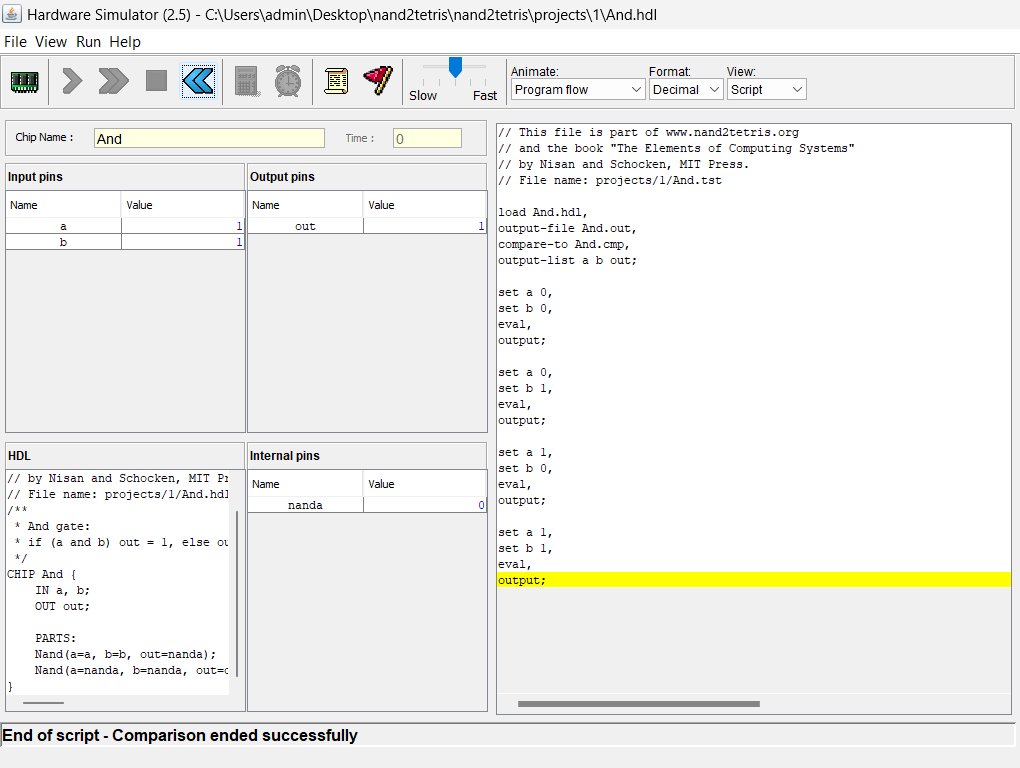 Hardware Simulator (2.5) - C:\Users\admin\Desktop\nand2tetris\nand2tetris\projects\1\And.hdl
File View Run Help
Slow Fast
Animate: Format: View:
Program flow Decimal Script
Chip Name : And Time : 0
Input pins
Name Value
a 1
b 1
Output pins
Name Value
out 1
HDL
// by Nisan and Schocken, MIT Pr
// File name: projects/1/And.hdl
/**
 * And gate:
 * if (a and b) out = 1, else ou
 */
CHIP And {
    IN a, b;
    OUT out;
    PARTS:
    Nand(a=a, b=b, out=nanda);
    Nand(a=nanda, b=nanda, out=o
}
Internal pins
Name Value
nanda 0
// This file is part of www.nand2tetris.org
// and the book "The Elements of Computing Systems"
// by Nisan and Schocken, MIT Press.
// File name: projects/1/And.tst
load And.hdl,
output-file And.out,
compare-to And.cmp,
output-list a b out;
set a 0,
set b 0,
eval,
output;
set a 0,
set b 1,
eval,
output;
set a 1,
set b 0,
eval,
output;
set a 1,
set b 1,
eval,
output;
End of script - Comparison ended successfully